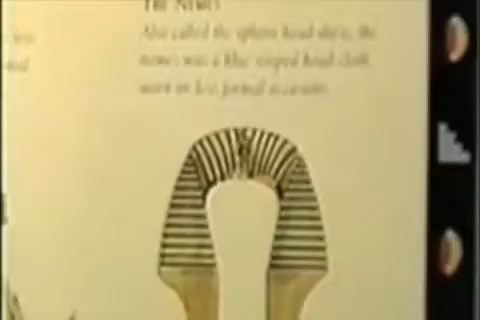 THE NEMES
Also called the sphinx head dress, the
nemes was a blue striped head cloth
worn on less formal occasions